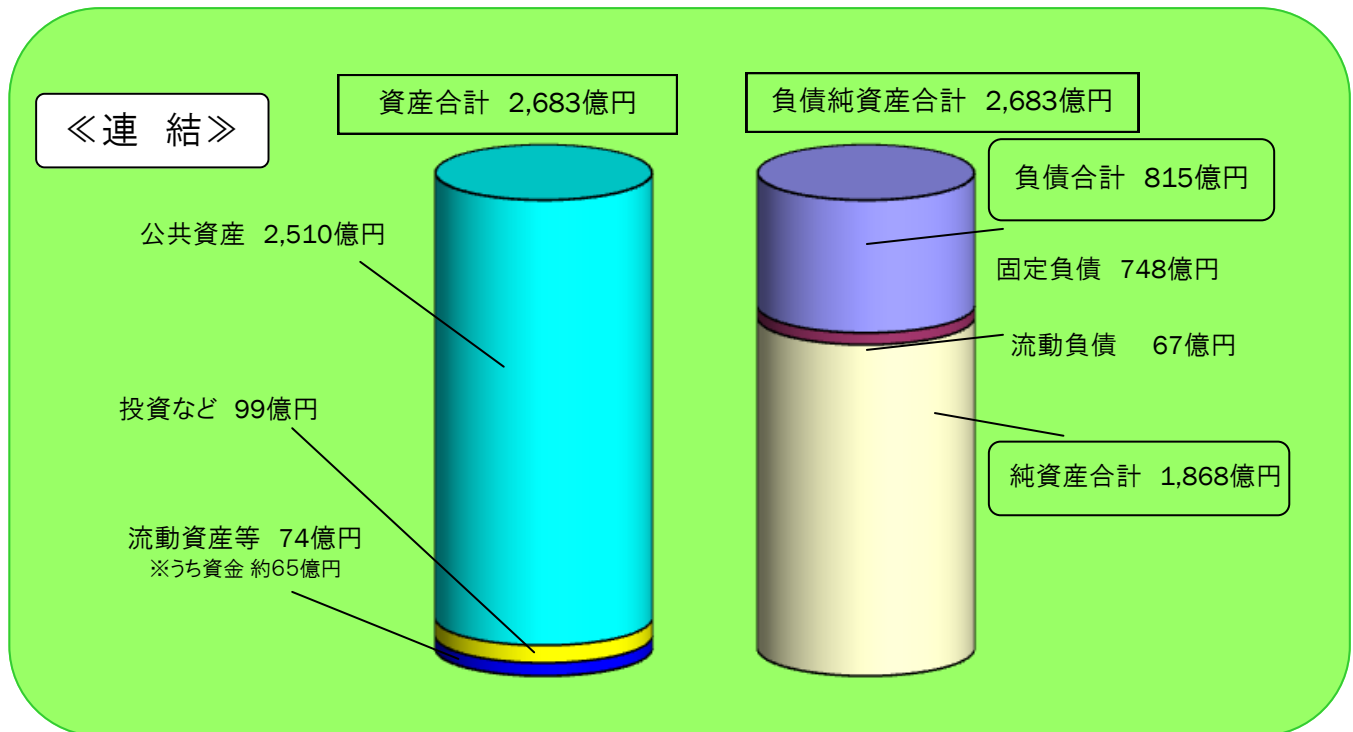 ≪連 結≫
資産合計 2,683億円
公共資産 2,510億円
投資など 99億円
流動資産等 74億円
※うち資金 約65億円
負債純資産合計 2,683億円
負債合計 815億円
固定負債 748億円
流動負債 67億円
純資産合計 1,868億円